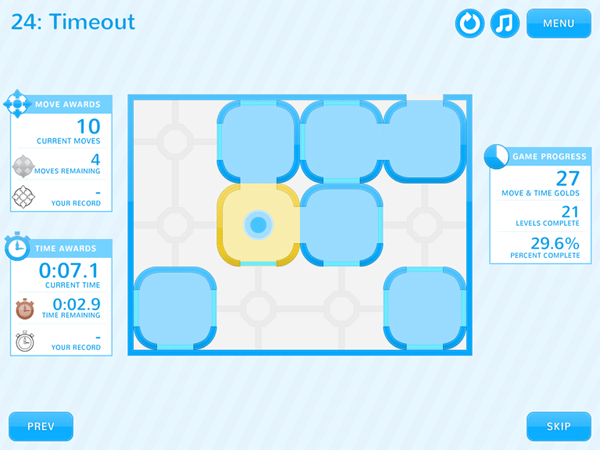 24: Timeout
MENU
MOVE AWARDS
10
CURRENT MOVES
4
MOVES REMAINING
-
YOUR RECORD
TIME AWARDS
0:07.1
CURRENT TIME
0:02.9
TIME REMAINING
-
YOUR RECORD
GAME PROGRESS
27
MOVE & TIME GOLDS
21
LEVELS COMPLETE
29.6%
PERCENT COMPLETE
PREV
SKIP